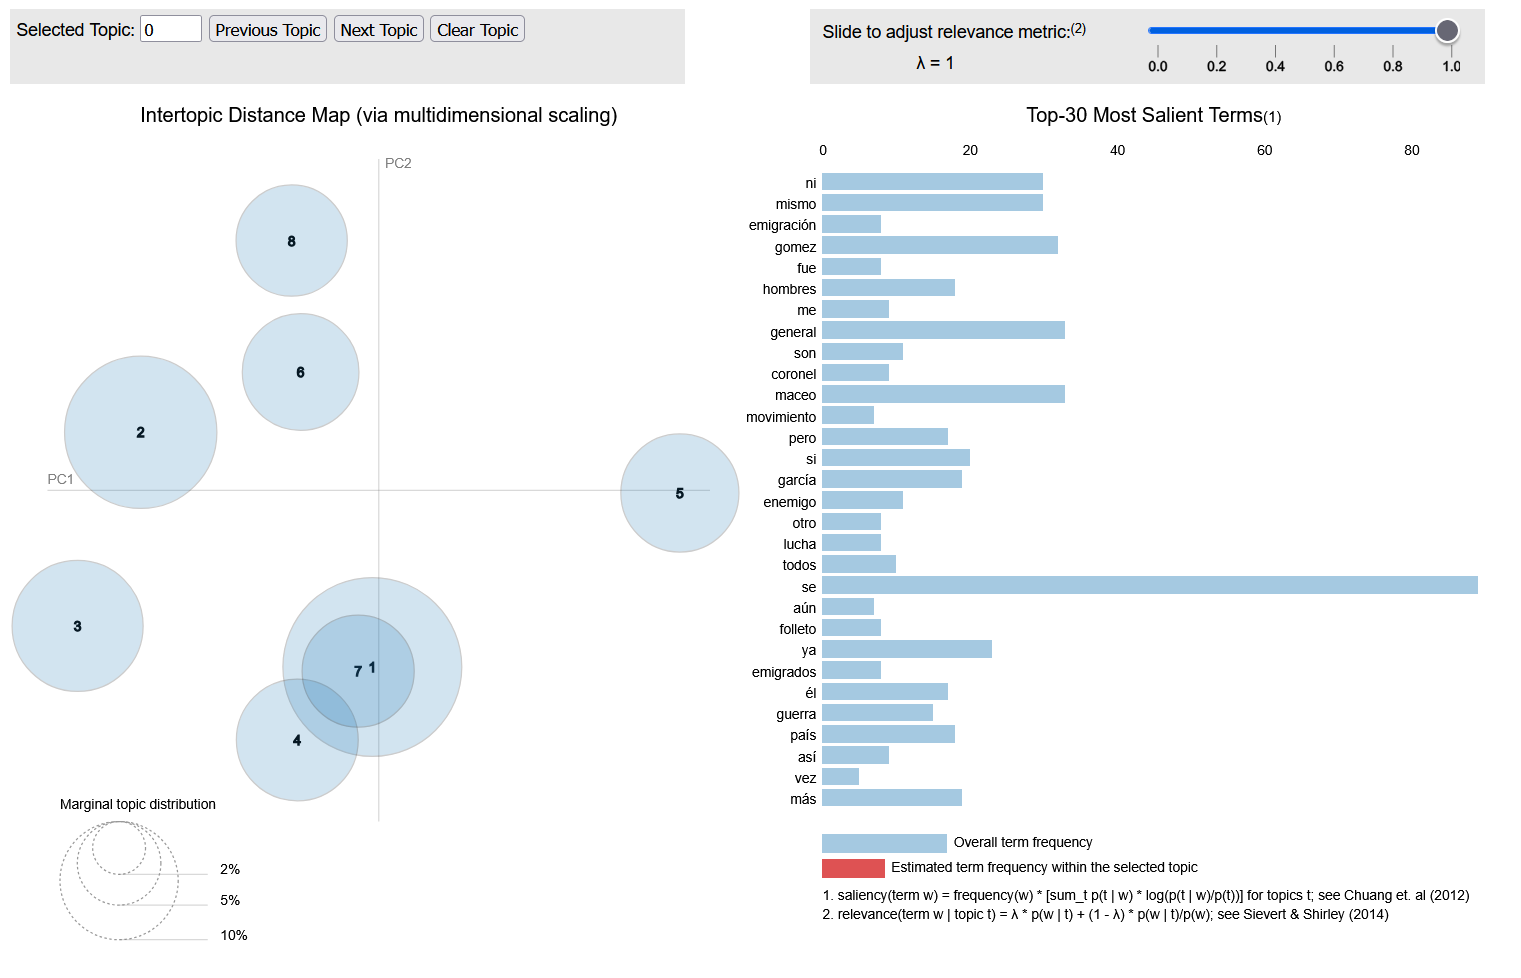 Selected Topic: 0 Previous Topic Next Topic Clear Topic
Slide to adjust relevance metric:(2)
λ = 1
0.0 0.2 0.4 0.6 0.8 1.0
Intertopic Distance Map (via multidimensional scaling)
PC2
PC1
8
6
2
5
3
7 1
4
Marginal topic distribution
2%
5%
10%
Top-30 Most Salient Terms(1)
0 20 40 60 80
ni
mismo
emigración
gomez
fue
hombres
me
general
son
coronel
maceo
movimiento
pero
si
garcía
enemigo
otro
lucha
todos
se
aún
folleto
ya
emigrados
él
guerra
país
así
vez
más
Overall term frequency
Estimated term frequency within the selected topic
1. saliency(term w) = frequency(w) * [sum_t p(t | w) * log(p(t | w)/p(t))] for topics t; see Chuang et. al (2012)
2. relevance(term w | topic t) = λ * p(w | t) + (1 - λ) * p(w | t)/p(w); see Sievert & Shirley (2014)